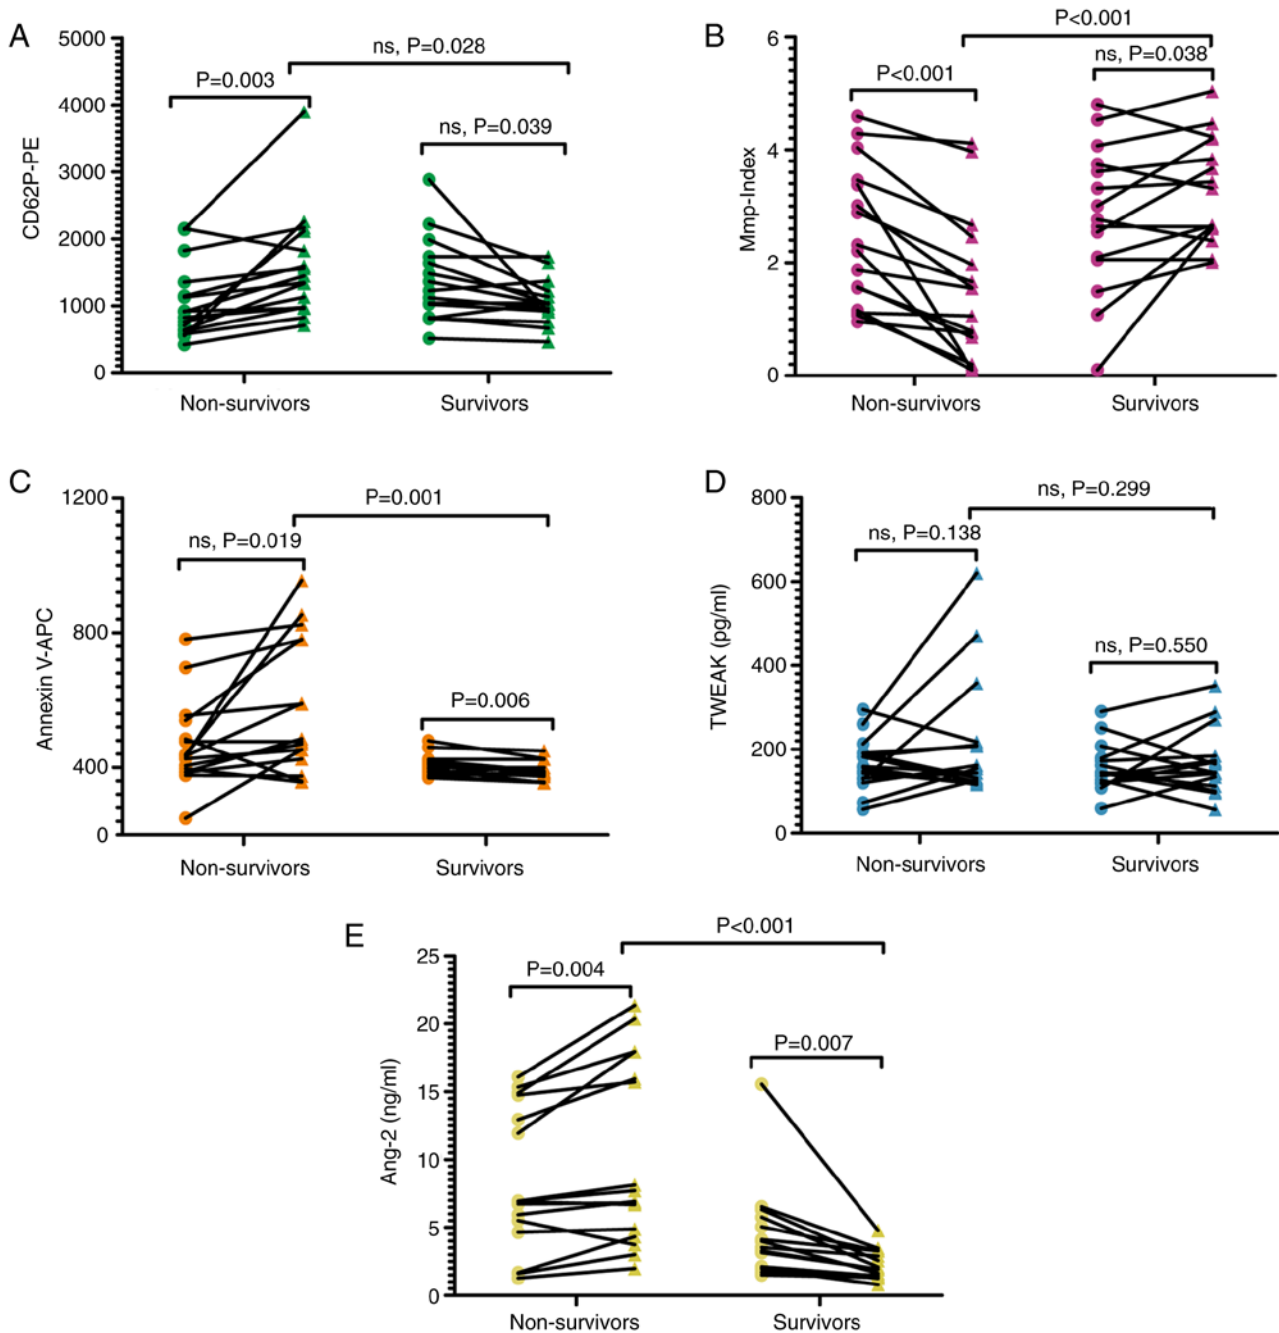 A
5000
4000
3000
2000
1000
0
CD62P-PE
P=0.003
ns, P=0.028
ns, P=0.039
Non-survivors
Survivors
B
6
4
2
0
Mmp-Index
P<0.001
P<0.001
ns, P=0.038
Non-survivors
Survivors
C
1200
800
400
0
Annexin V-APC
ns, P=0.019
P=0.001
P=0.006
Non-survivors
Survivors
D
800
600
400
200
0
TWEAK (pg/ml)
ns, P=0.138
ns, P=0.299
ns, P=0.550
Non-survivors
Survivors
E
25
20
15
10
5
0
Ang-2 (ng/ml)
P=0.004
P<0.001
P=0.007
Non-survivors
Survivors